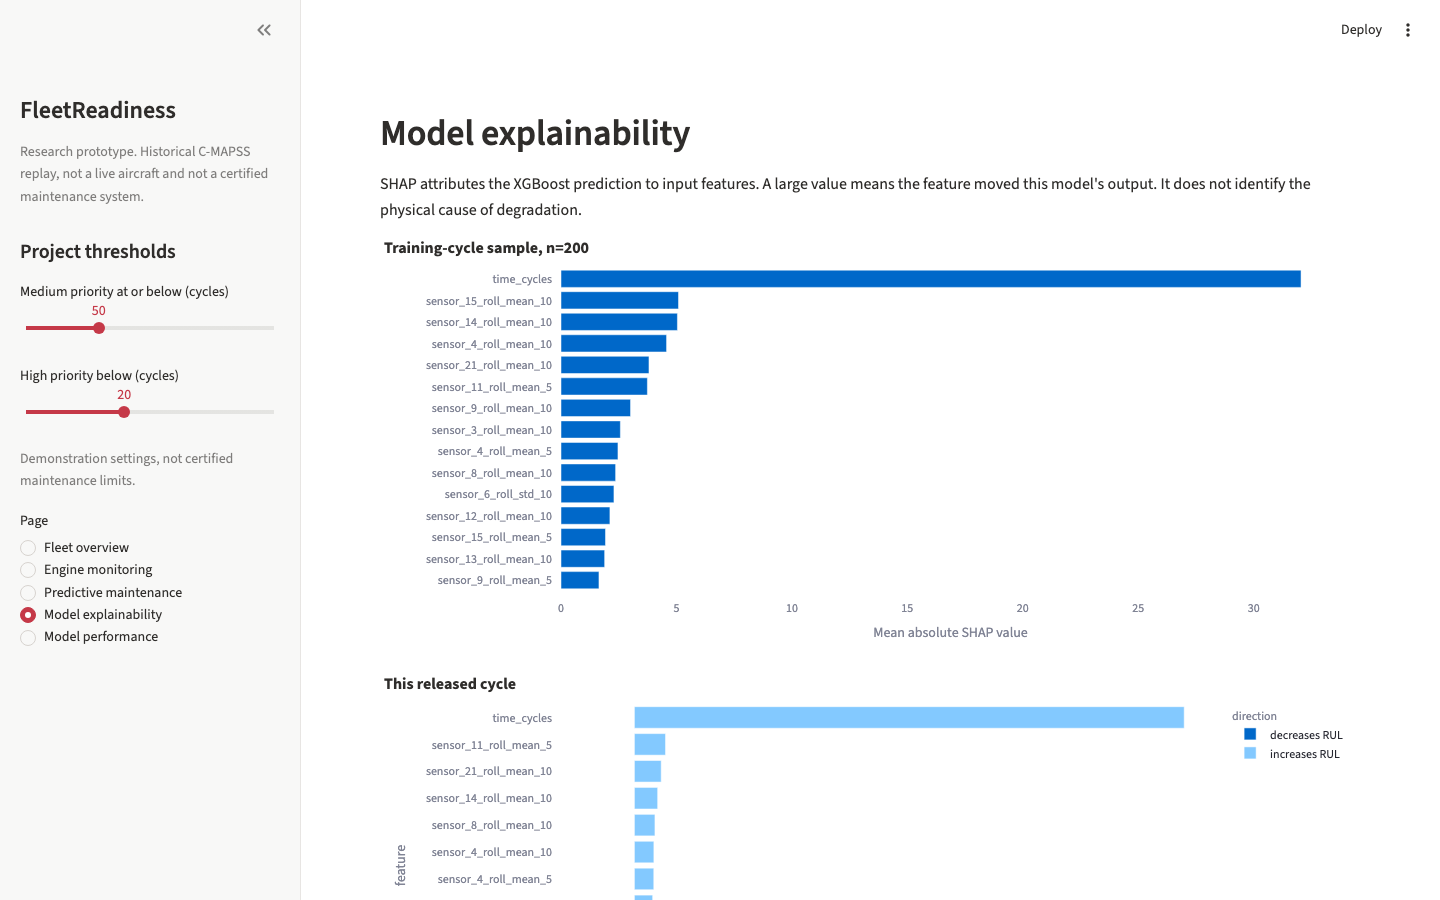 Deploy
FleetReadiness
Research prototype. Historical C-MAPSS
replay, not a live aircraft and not a certified
maintenance system.
Project thresholds
Medium priority at or below (cycles)
50
High priority below (cycles)
20
Demonstration settings, not certified
maintenance limits.
Page
Fleet overview
Engine monitoring
Predictive maintenance
Model explainability
Model performance
Model explainability
SHAP attributes the XGBoost prediction to input features. A large value means the feature moved this model's output. It does not identify the
physical cause of degradation.
Training-cycle sample, n=200
time_cycles
sensor_15_roll_mean_10
sensor_14_roll_mean_10
sensor_4_roll_mean_10
sensor_21_roll_mean_10
sensor_11_roll_mean_5
sensor_9_roll_mean_10
sensor_3_roll_mean_10
sensor_4_roll_mean_5
sensor_8_roll_mean_10
sensor_6_roll_std_10
sensor_12_roll_mean_10
sensor_15_roll_mean_5
sensor_13_roll_mean_10
sensor_9_roll_mean_5
0 5 10 15 20 25 30
Mean absolute SHAP value
This released cycle
time_cycles
sensor_11_roll_mean_5
sensor_21_roll_mean_10
sensor_14_roll_mean_10
sensor_8_roll_mean_10
sensor_4_roll_mean_10
sensor_4_roll_mean_5
feature
direction
decreases RUL
increases RUL